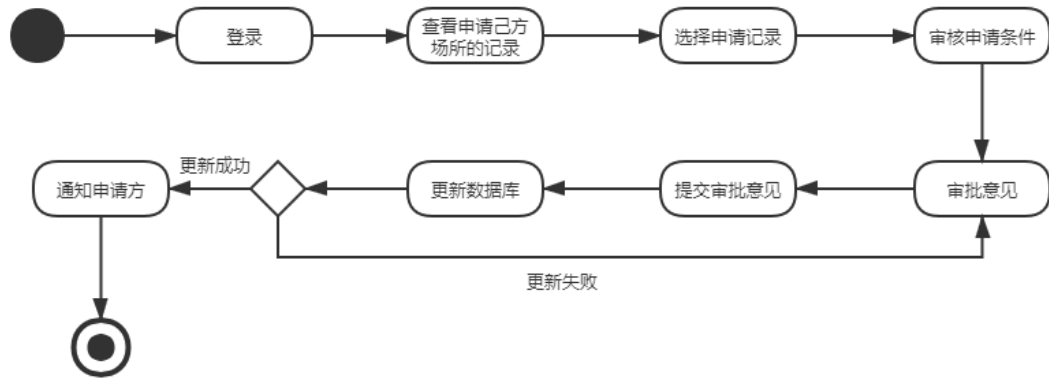 登录
查看申请己方
场所的记录
选择申请记录
审核申请条件
更新成功
通知申请方
更新数据库
提交审批意见
审批意见
更新失败